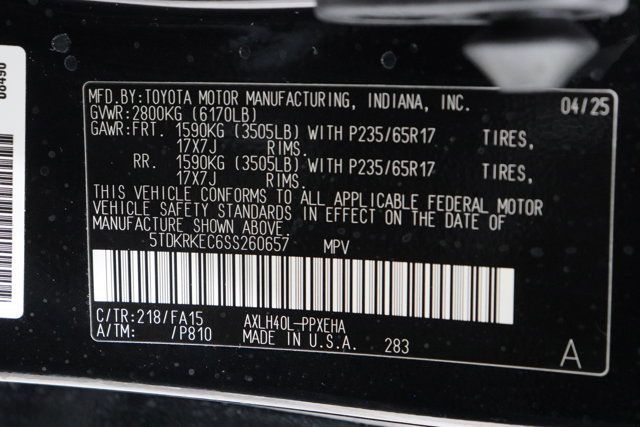 08490
MFD.BY:TOYOTA MOTOR MANUFACTURING, INDIANA, INC. 04/25
GVWR:2800KG (6170LB)
GAWR:FRT. 1590KG (3505LB) WITH P235/65R17 TIRES,
17X7J RIMS.
RR. 1590KG (3505LB) WITH P235/65R17 TIRES,
17X7J RIMS.
THIS VEHICLE CONFORMS TO ALL APPLICABLE FEDERAL MOTOR
VEHICLE SAFETY STANDARDS IN EFFECT ON THE DATE OF
MANUFACTURE SHOWN ABOVE.
5TDKRKEC6SS260657 MPV
C/TR:218/FA15 AXLH40L-PPXEHA
A/TM: /P810 MADE IN U.S.A. 283
A